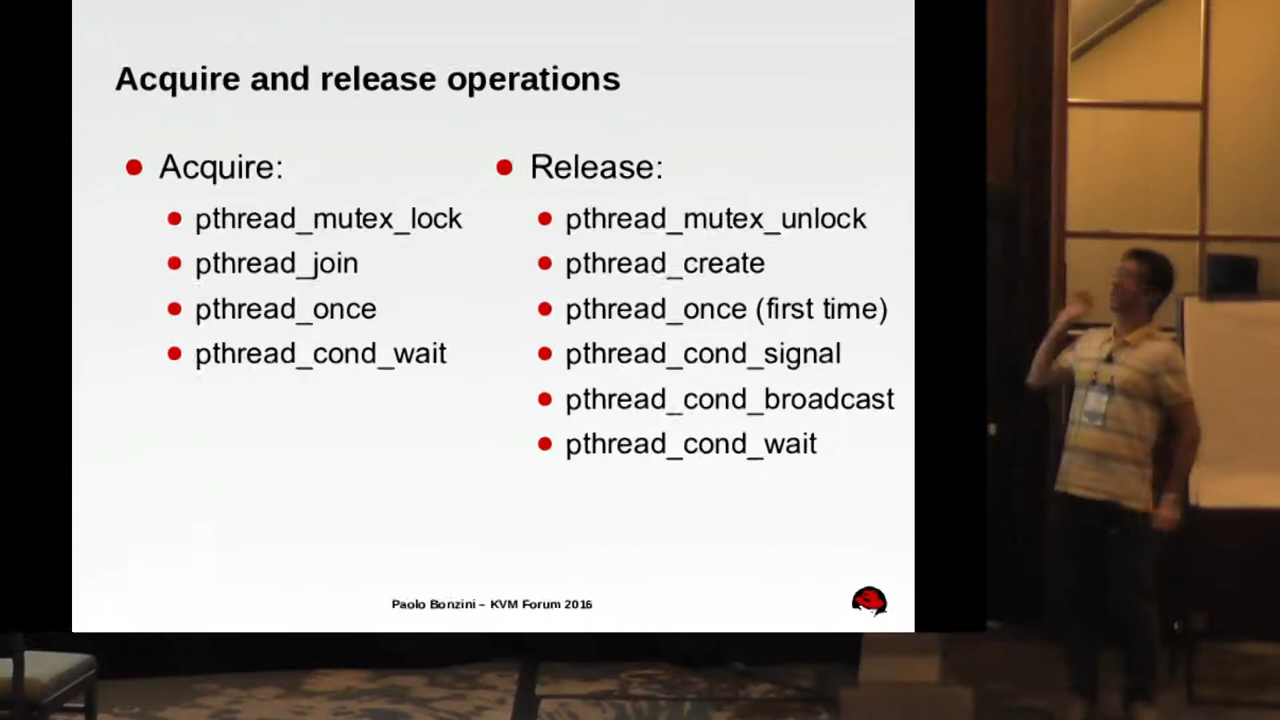 Acquire and release operations
Acquire:
pthread_mutex_lock
pthread_join
pthread_once
pthread_cond_wait
Release:
pthread_mutex_unlock
pthread_create
pthread_once (first time)
pthread_cond_signal
pthread_cond_broadcast
pthread_cond_wait
Paolo Bonzini – KVM Forum 2016